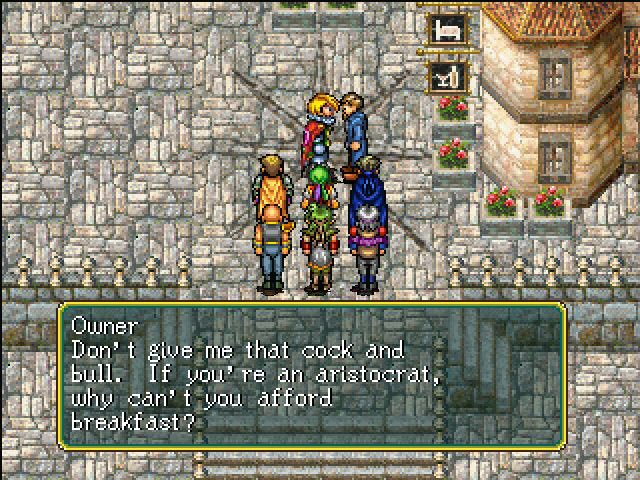 Owner
Don't give me that cock and
bull.  If you're an aristocrat,
why can't you afford
breakfast?